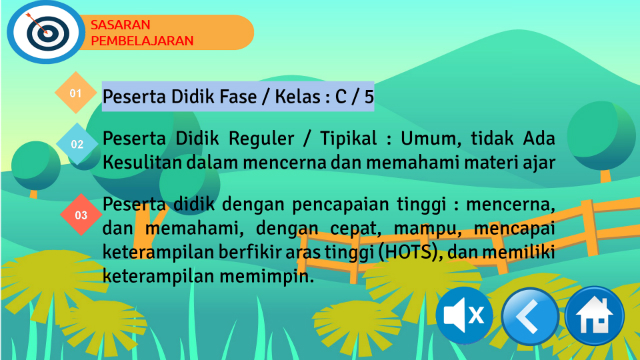 SASARAN
PEMBELAJARAN
01
Peserta Didik Fase / Kelas : C / 5
02
Peserta Didik Reguler / Tipikal : Umum, tidak Ada
Kesulitan dalam mencerna dan memahami materi ajar
03
Peserta didik dengan pencapaian tinggi : mencerna,
dan memahami, dengan cepat, mampu, mencapai
keterampilan berfikir aras tinggi (HOTS), dan memiliki
keterampilan memimpin.